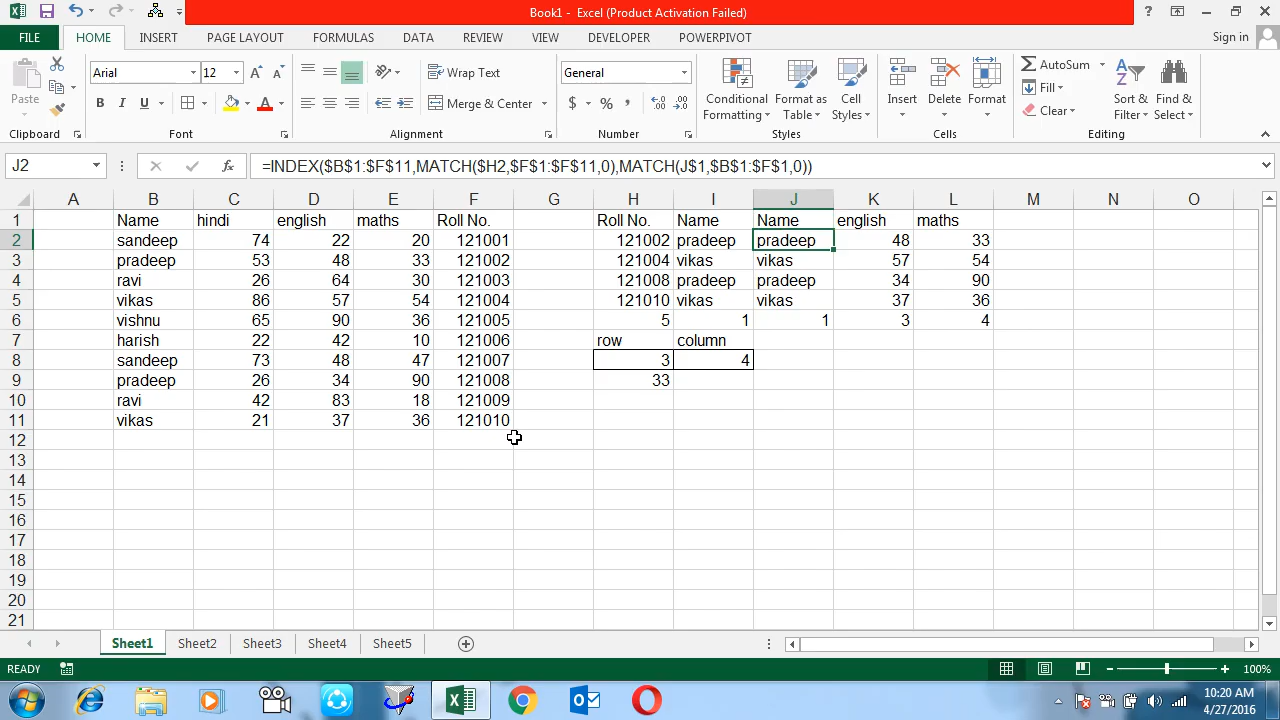 Book1 - Excel (Product Activation Failed)
FILE HOME INSERT PAGE LAYOUT FORMULAS DATA REVIEW VIEW DEVELOPER POWERPIVOT Sign in
Paste
Clipboard
Arial 12
B I U
Font
Wrap Text
Merge & Center
Alignment
General
$ % ,
Number
Conditional Formatting
Format as Table
Cell Styles
Styles
Insert Delete Format
Cells
AutoSum
Fill
Clear
Sort & Filter
Find & Select
Editing
J2 fx =INDEX($B$1:$F$11,MATCH($H2,$F$1:$F$11,0),MATCH(J$1,$B$1:$F$1,0))
A B C D E F G H I J K L M N O
1 Name hindi english maths Roll No. Roll No. Name Name english maths
2 sandeep 74 22 20 121001 121002 pradeep pradeep 48 33
3 pradeep 53 48 33 121002 121004 vikas vikas 57 54
4 ravi 26 64 30 121003 121008 pradeep pradeep 34 90
5 vikas 86 57 54 121004 121010 vikas vikas 37 36
6 vishnu 65 90 36 121005 5 1 1 3 4
7 harish 22 42 10 121006 row column
8 sandeep 73 48 47 121007 3 4
9 pradeep 26 34 90 121008 33
10 ravi 42 83 18 121009
11 vikas 21 37 36 121010
12
13
14
15
16
17
18
19
20
21
Sheet1 Sheet2 Sheet3 Sheet4 Sheet5
READY 100%
10:20 AM
4/27/2016